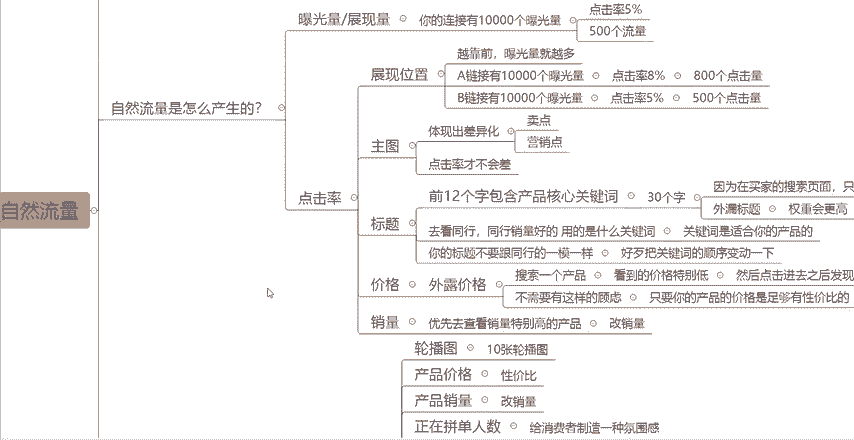 曝光量/展现量
你的连接有10000个曝光量
点击率5%
500个流量
自然流量是怎么产生的?
展现位置
越靠前，曝光量就越多
A链接有10000个曝光量
点击率8%
800个点击量
B链接有10000个曝光量
点击率5%
500个点击量
主图
体现出差异化
卖点
营销点
点击率才不会差
点击率
自然流量
标题
前12个字包含产品核心关键词
30个字
因为在买家的搜索页面，只
外漏标题
权重会更高
去看同行，同行销量好的 用的是什么关键词
关键词是适合你的产品的
你的标题不要跟同行的一模一样
好歹把关键词的顺序变动一下
价格
外露价格
搜索一个产品
看到的价格特别低
然后点击进去之后发现
不需要有这样的顾虑
只要你的产品的价格是足够有性价比的
销量
优先去查看销量特别高的产品
改销量
轮播图
10张轮播图
产品价格
性价比
产品销量
改销量
正在拼单人数
给消费者制造一种氛围感